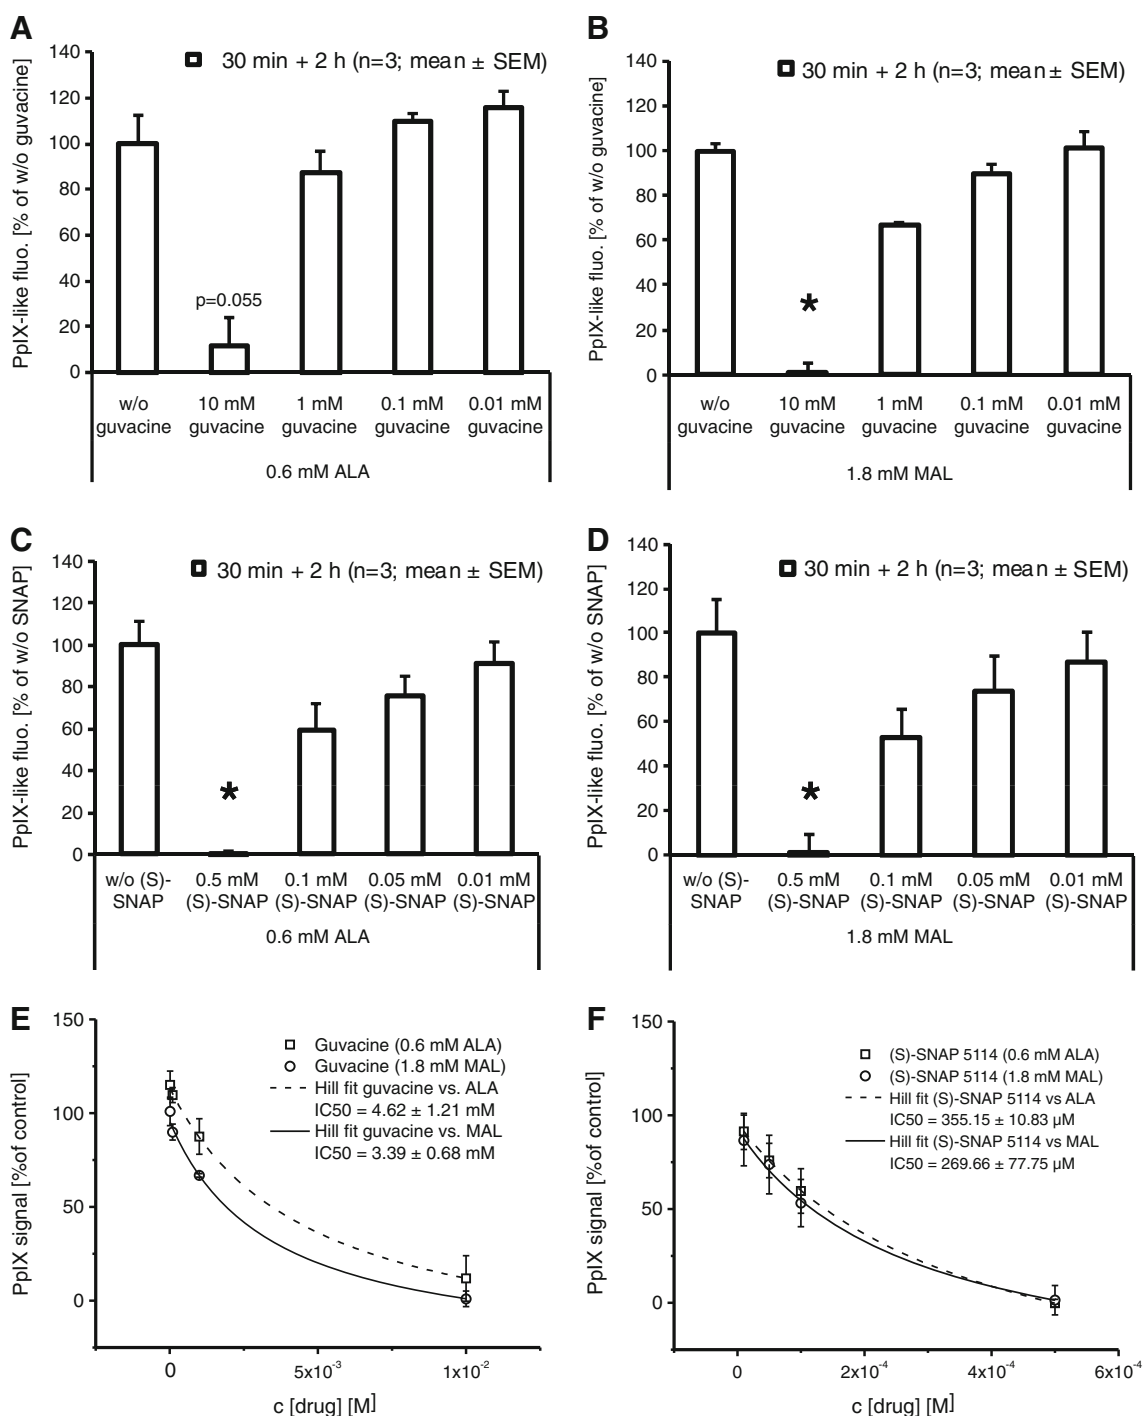 A
PpIX-like fluo. [% of w/o guvacine]
140
120
100
80
60
40
20
0
30 min + 2 h (n=3; mean ± SEM)
p=0.055
w/o guvacine
10 mM guvacine
1 mM guvacine
0.1 mM guvacine
0.01 mM guvacine
0.6 mM ALA
B
PpIX-like fluo. [% of w/o guvacine]
140
120
100
80
60
40
20
0
30 min + 2 h (n=3; mean ± SEM)
*
w/o guvacine
10 mM guvacine
1 mM guvacine
0.1 mM guvacine
0.01 mM guvacine
1.8 mM MAL
C
PpIX-like fluo. [% of w/o SNAP]
140
120
100
80
60
40
20
0
30 min + 2 h (n=3; mean ± SEM)
*
w/o (S)-SNAP
0.5 mM (S)-SNAP
0.1 mM (S)-SNAP
0.05 mM (S)-SNAP
0.01 mM (S)-SNAP
0.6 mM ALA
D
PpIX-like fluo. [% of w/o SNAP]
140
120
100
80
60
40
20
0
30 min + 2 h (n=3; mean ± SEM)
*
w/o (S)-SNAP
0.5 mM (S)-SNAP
0.1 mM (S)-SNAP
0.05 mM (S)-SNAP
0.01 mM (S)-SNAP
1.8 mM MAL
E
PpIX signal [%of control]
150
100
50
0
Guvacine (0.6 mM ALA)
Guvacine (1.8 mM MAL)
Hill fit guvacine vs. ALA
IC50 = 4.62 ± 1.21 mM
Hill fit guvacine vs. MAL
IC50 = 3.39 ± 0.68 mM
0
5x10⁻³
1x10⁻²
c [drug] [M]
F
PpIX signal [%of control]
150
100
50
0
(S)-SNAP 5114 (0.6 mM ALA)
(S)-SNAP 5114 (1.8 mM MAL)
Hill fit (S)-SNAP 5114 vs ALA
IC50 = 355.15 ± 10.83 µM
Hill fit (S)-SNAP 5114 vs MAL
IC50 = 269.66 ± 77.75 µM
0
2x10⁻⁴
4x10⁻⁴
6x10⁻⁴
c [drug] [M]